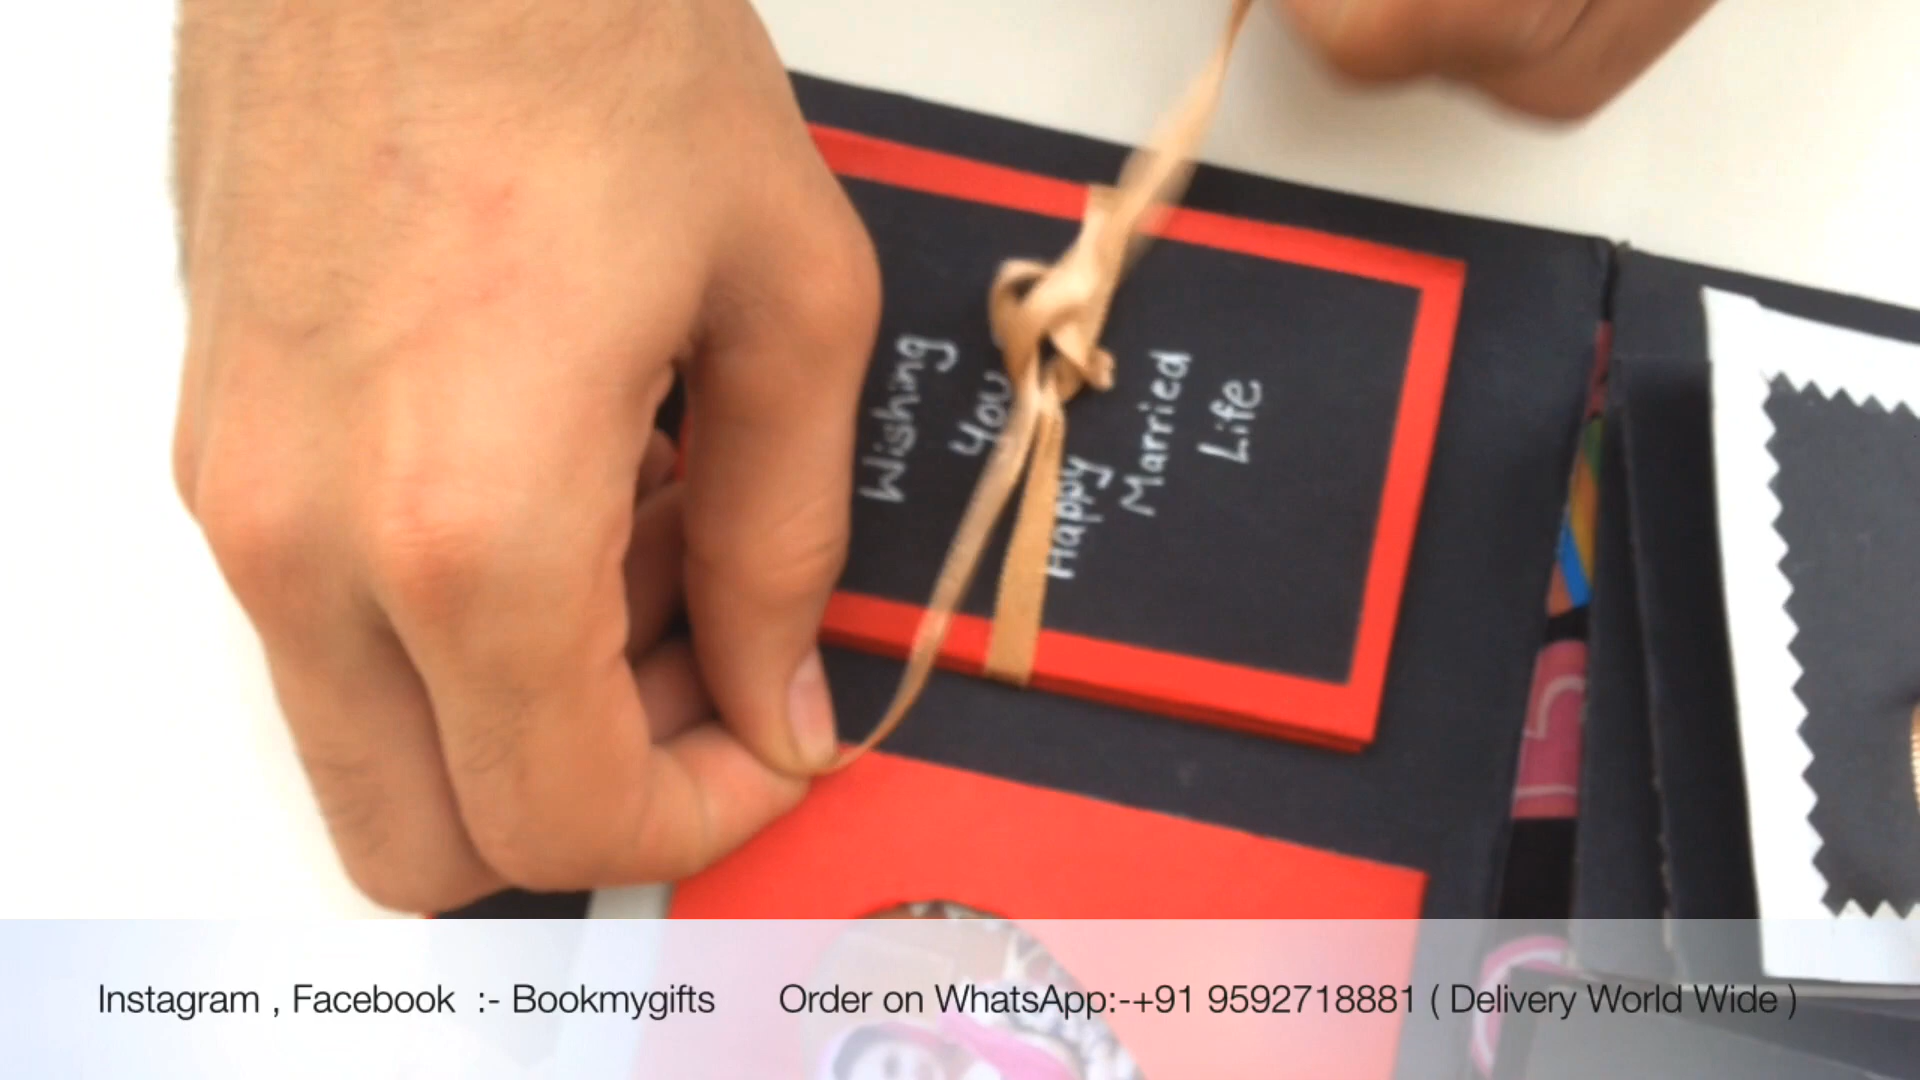 Wishing
You
Happy
Married
Life
Instagram , Facebook :- Bookmygifts Order on WhatsApp:-+91 9592718881 ( Delivery World Wide )